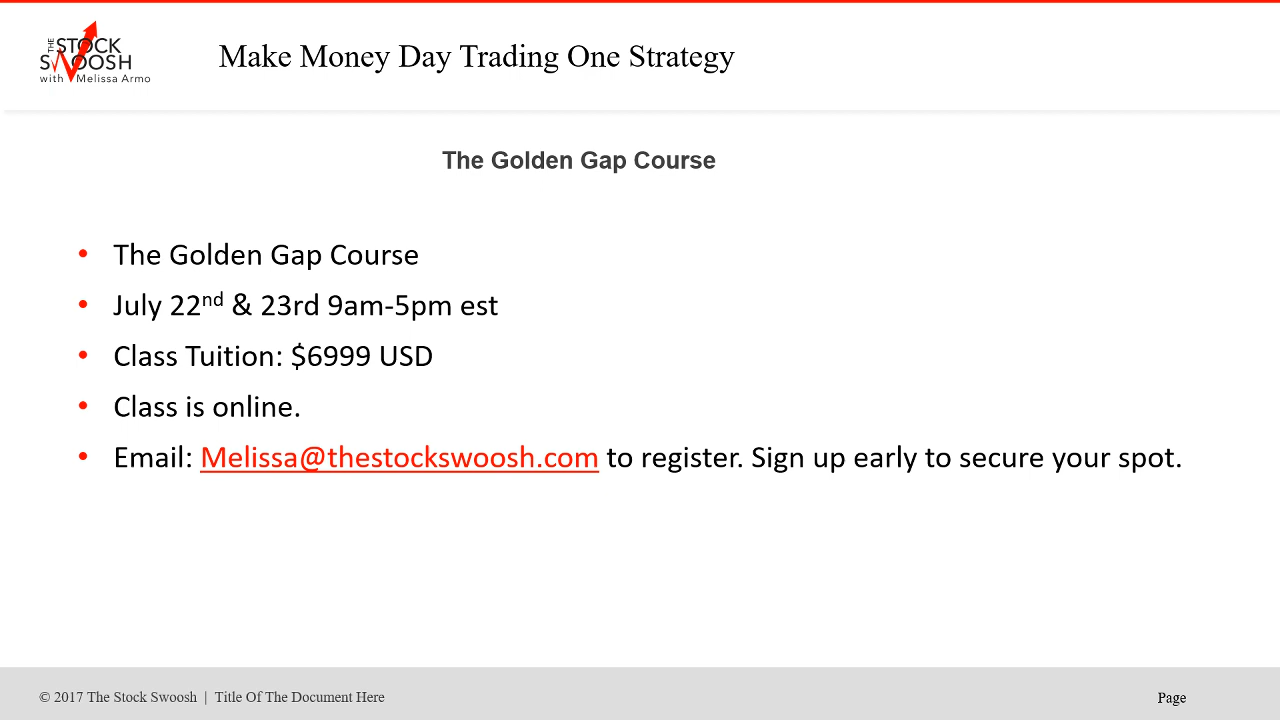 THE STOCK
SWOOSH
with Melissa Armo
Make Money Day Trading One Strategy
The Golden Gap Course
• The Golden Gap Course
• July 22nd & 23rd 9am-5pm est
• Class Tuition: $6999 USD
• Class is online.
• Email: Melissa@thestockswoosh.com to register. Sign up early to secure your spot.
© 2017 The Stock Swoosh | Title Of The Document Here
Page